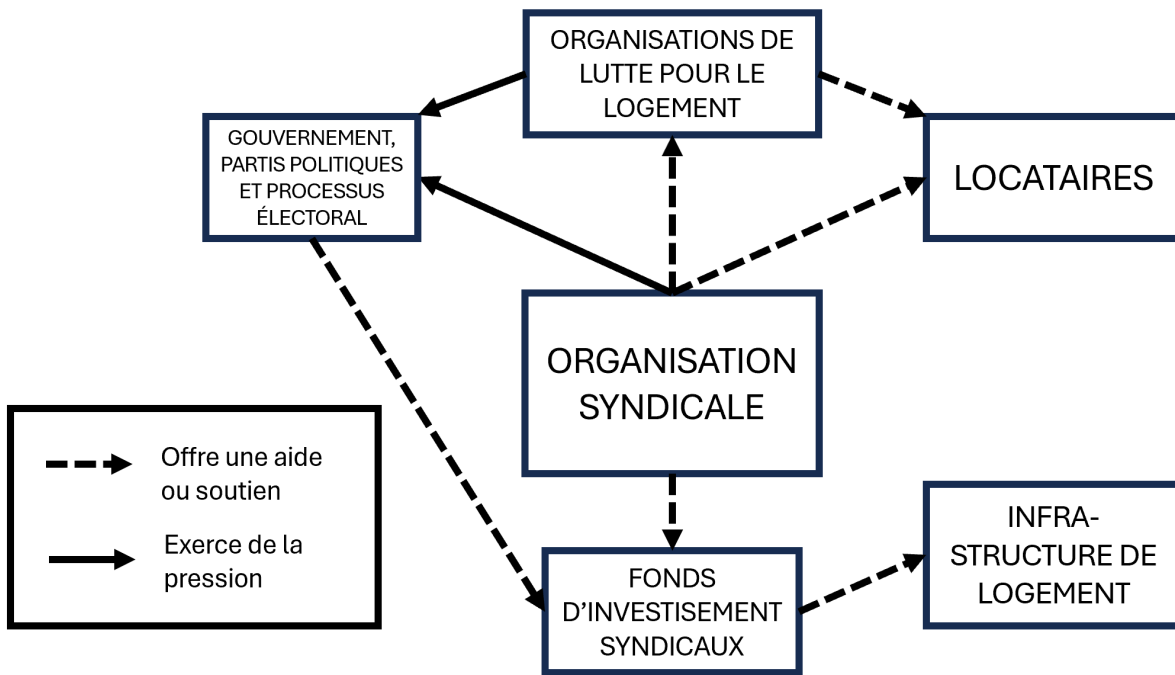 ORGANISATIONS DE
LUTTE POUR LE
LOGEMENT
GOUVERNEMENT,
PARTIS POLITIQUES
ET PROCESSUS
ÉLECTORAL
LOCATAIRES
ORGANISATION
SYNDICALE
Offre une aide
ou soutien
Exerce de la
pression
FONDS
D'INVESTISEMENT
SYNDICAUX
INFRA-
STRUCTURE DE
LOGEMENT